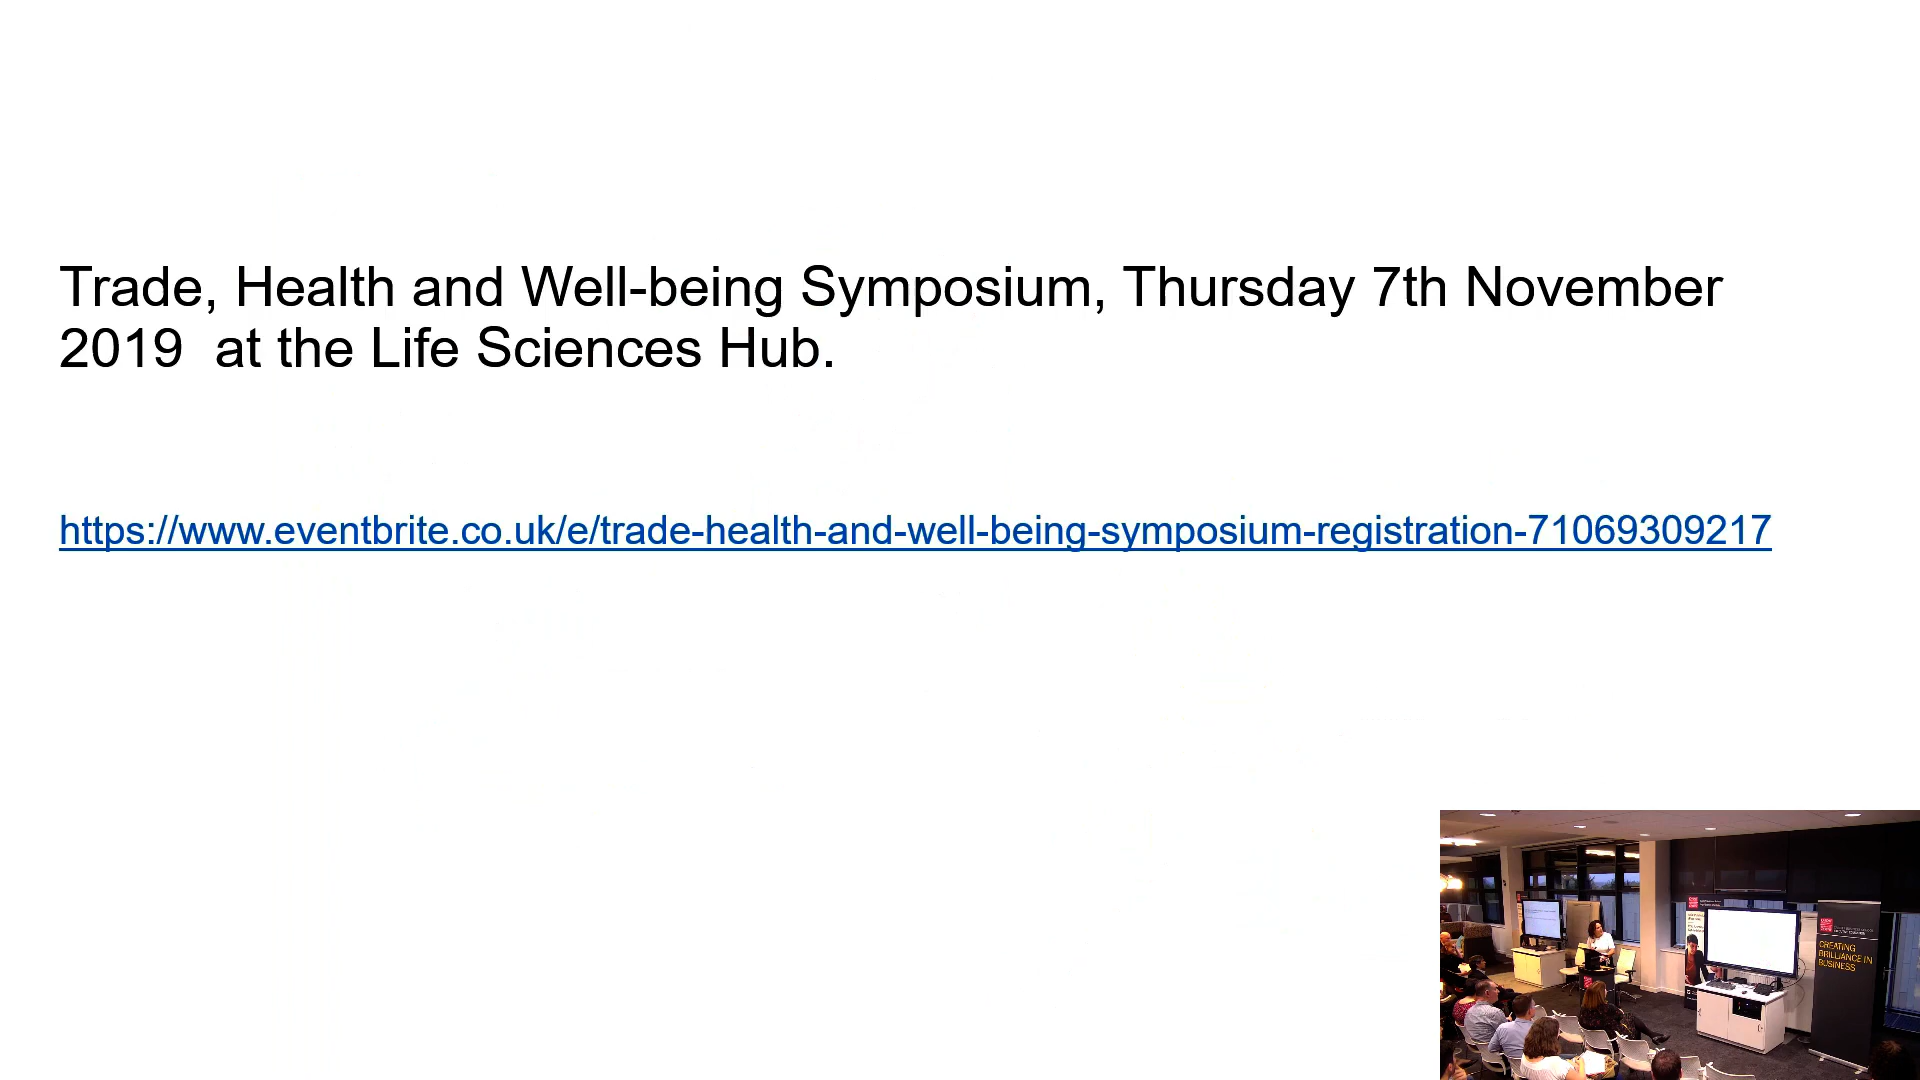 Trade, Health and Well-being Symposium, Thursday 7th November
2019  at the Life Sciences Hub.
https://www.eventbrite.co.uk/e/trade-health-and-well-being-symposium-registration-71069309217
CREATING
BRILLIANCE IN
BUSINESS